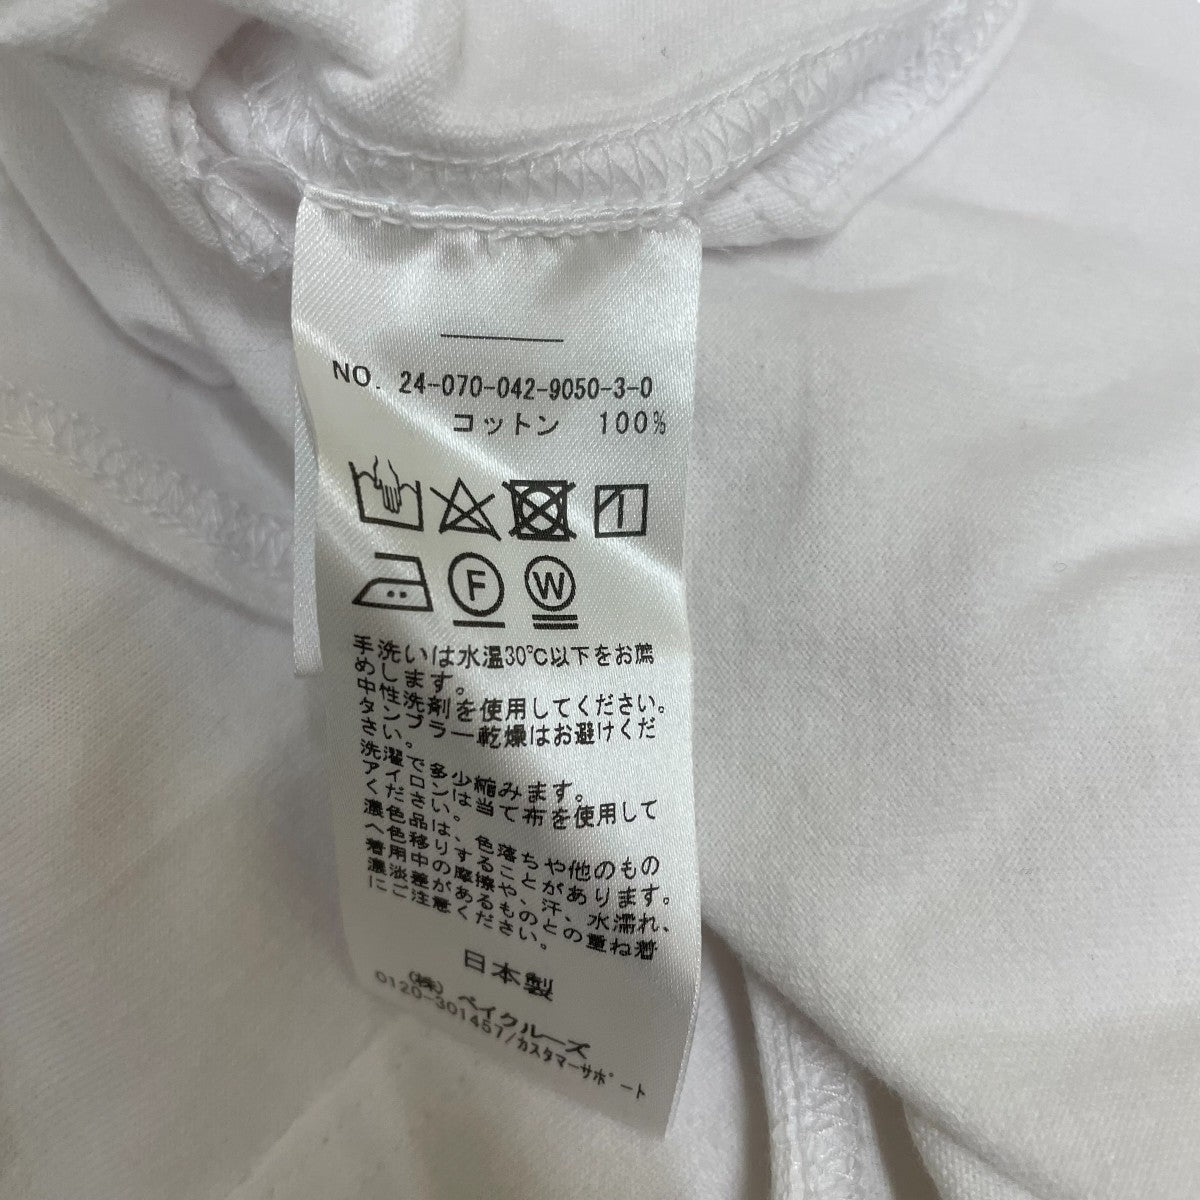 NO. 24-070-042-9050-3-0
コットン 100%
F W
手洗いは水温30℃以下をお薦
めします。
中性洗剤を使用してください。
タンブラー乾燥はお避けくだ
さい。
洗濯で多少縮みます。
アイロンは当て布を使用して
ください。
濃色品は、色落ちや他のもの
へ色移りすることがあります。
着用中の摩擦や、汗、水濡れ、
濃淡差があるものとの重ね着
にご注意ください。
日本製
(株) ベイクルーズ
0120-301457/カスタマーサポート